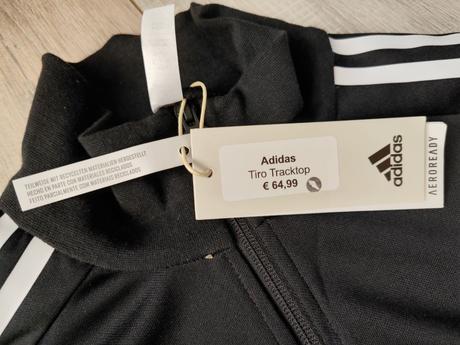 TEILWEISE MIT RECYCELTEN MATERIALIEN HERGESTELLT
HECHO EN PARTE CON MATERIALES RECICLADOS
FEITO PARCIALMENTE COM MATERIAIS RECICLADOS
Adidas
Tiro Tracktop
€ 64,99
adidas
AEROREADY